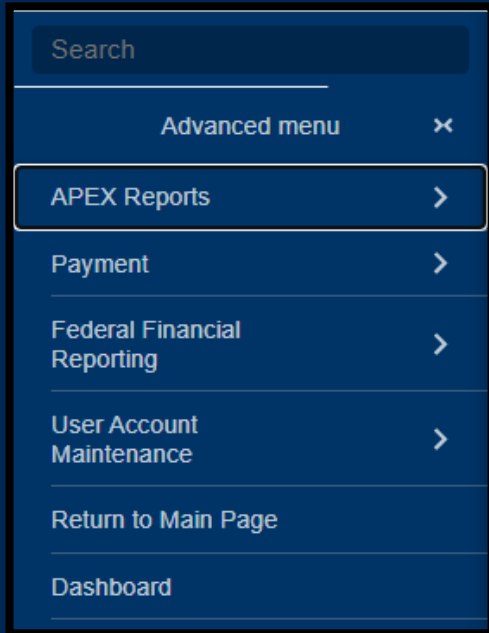 Search
Advanced menu
APEX Reports
Payment
Federal Financial
Reporting
User Account
Maintenance
Return to Main Page
Dashboard